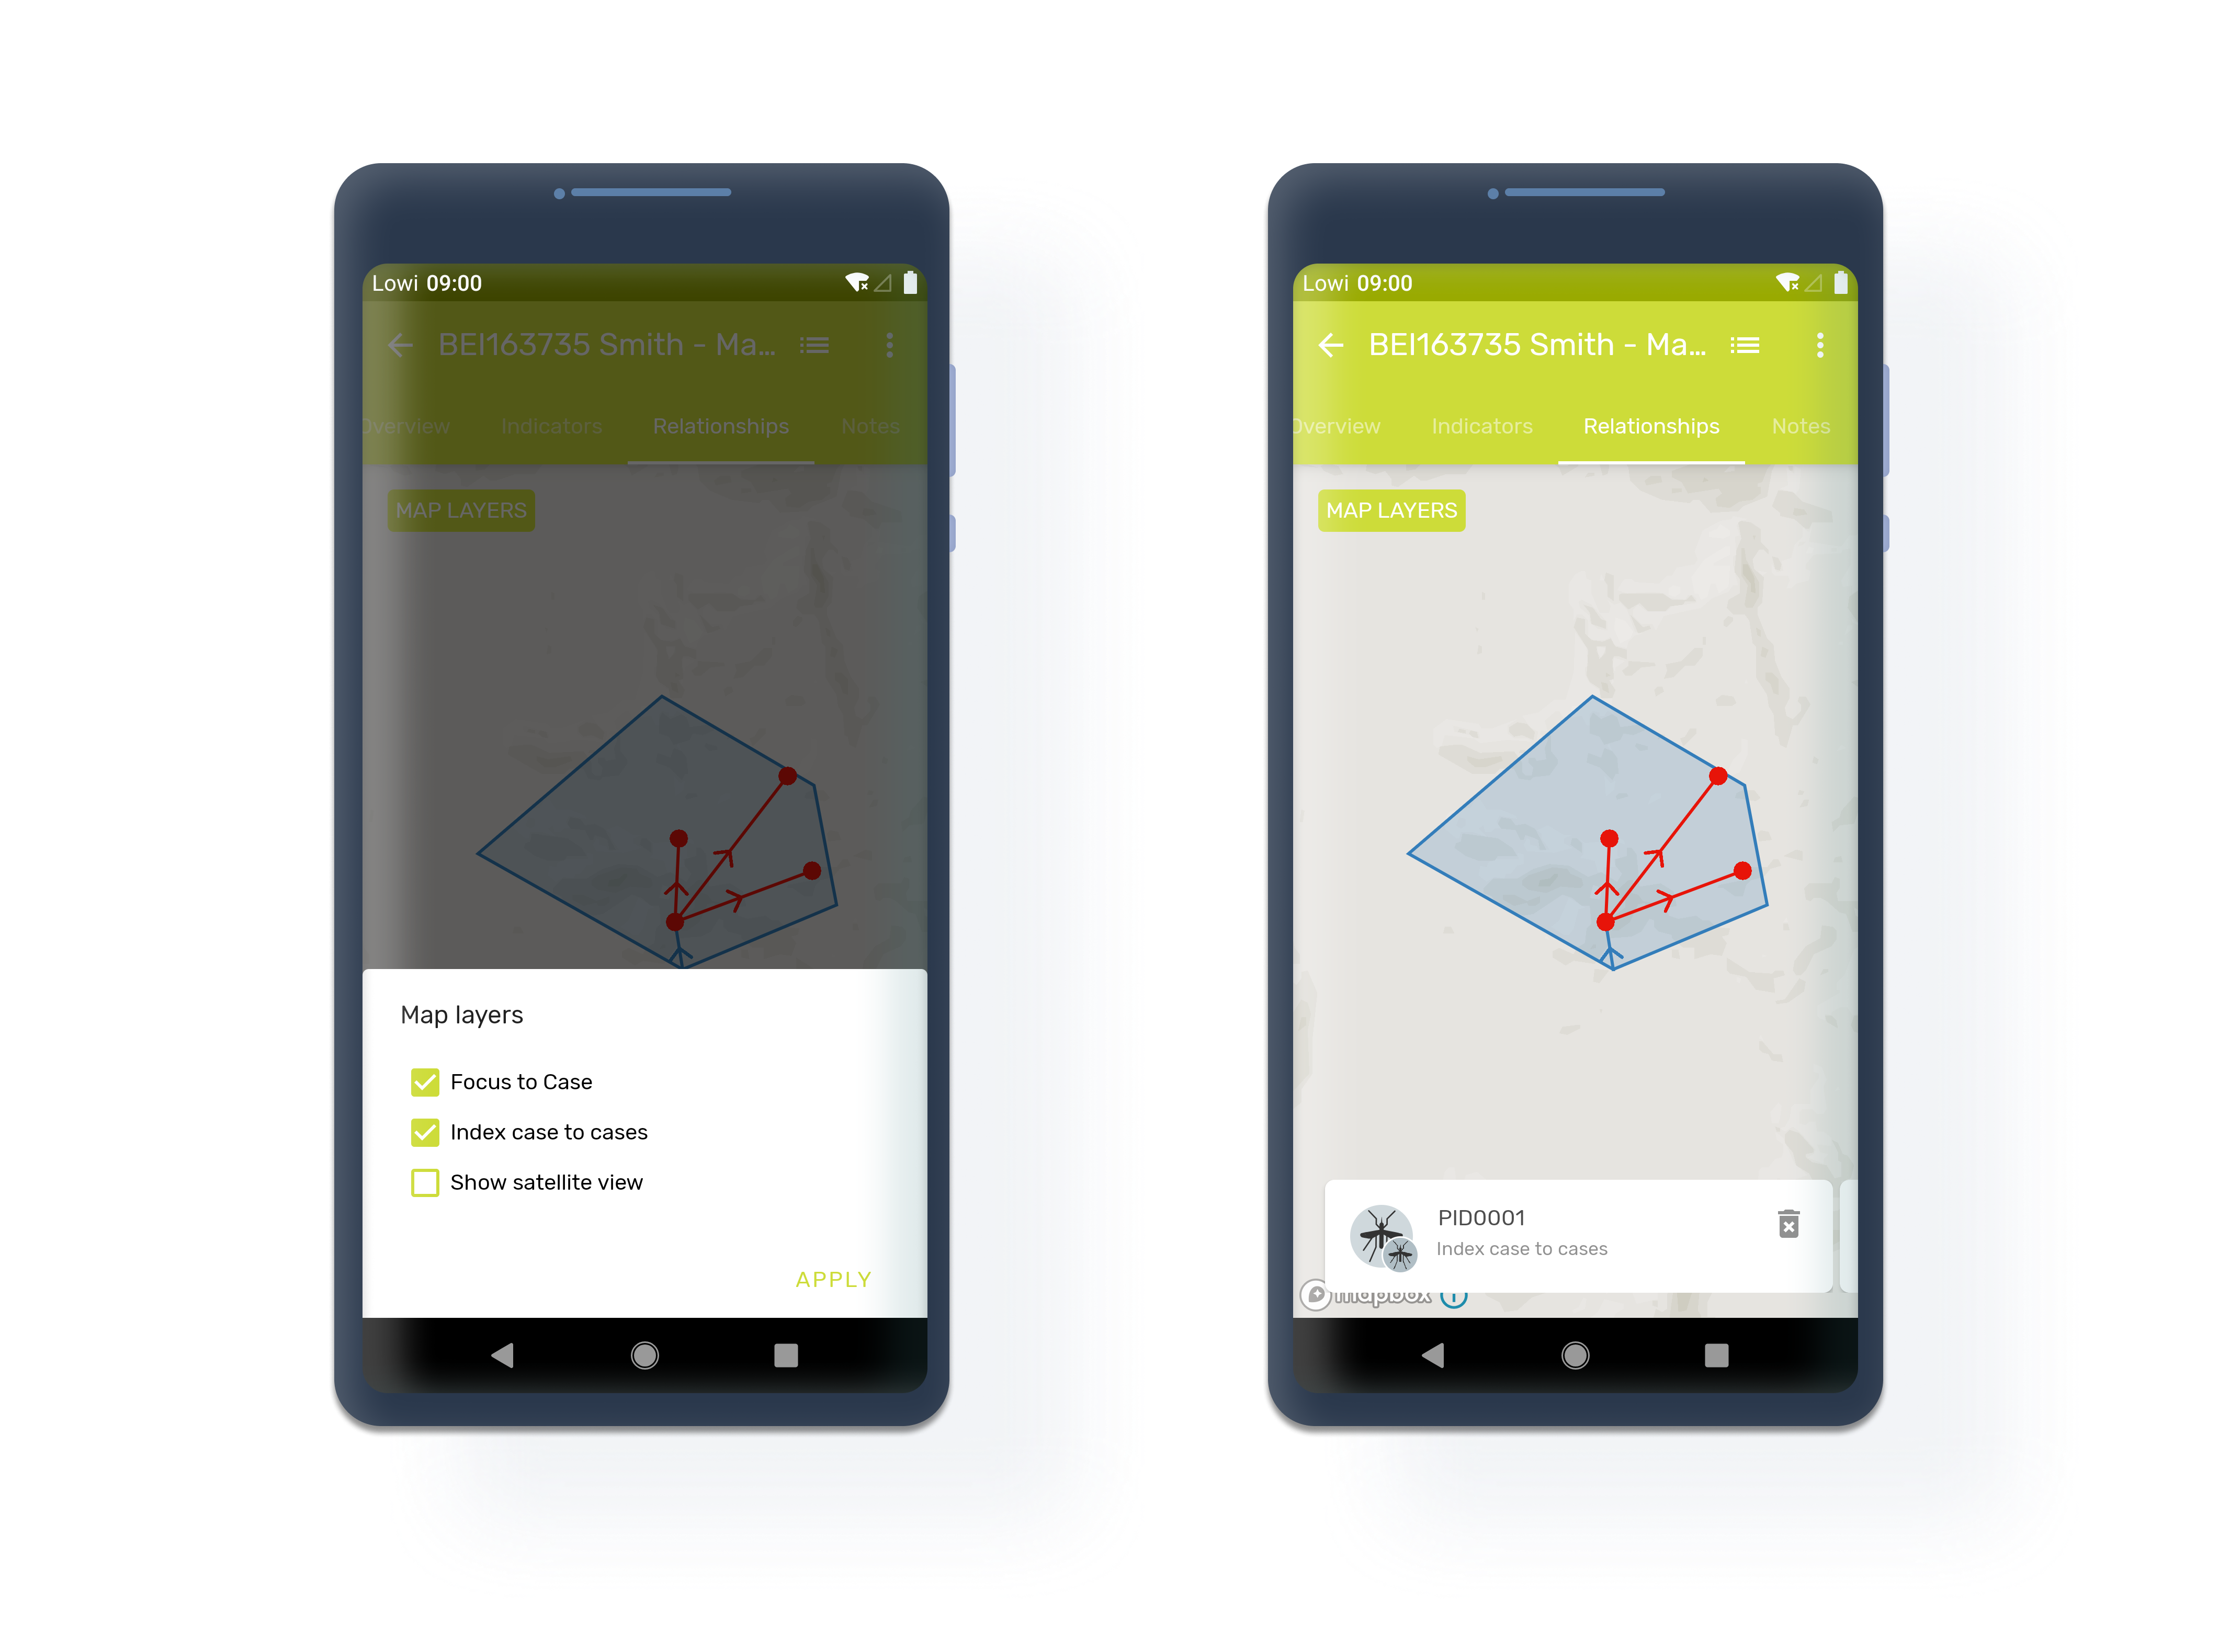 Lowi 09:00
BEI163735 Smith - Ma...
Overview Indicators Relationships Notes
MAP LAYERS
Map layers
Focus to Case
Index case to cases
Show satellite view
APPLY
Lowi 09:00
BEI163735 Smith - Ma...
Overview Indicators Relationships Notes
MAP LAYERS
PID0001
Index case to cases
mapbox